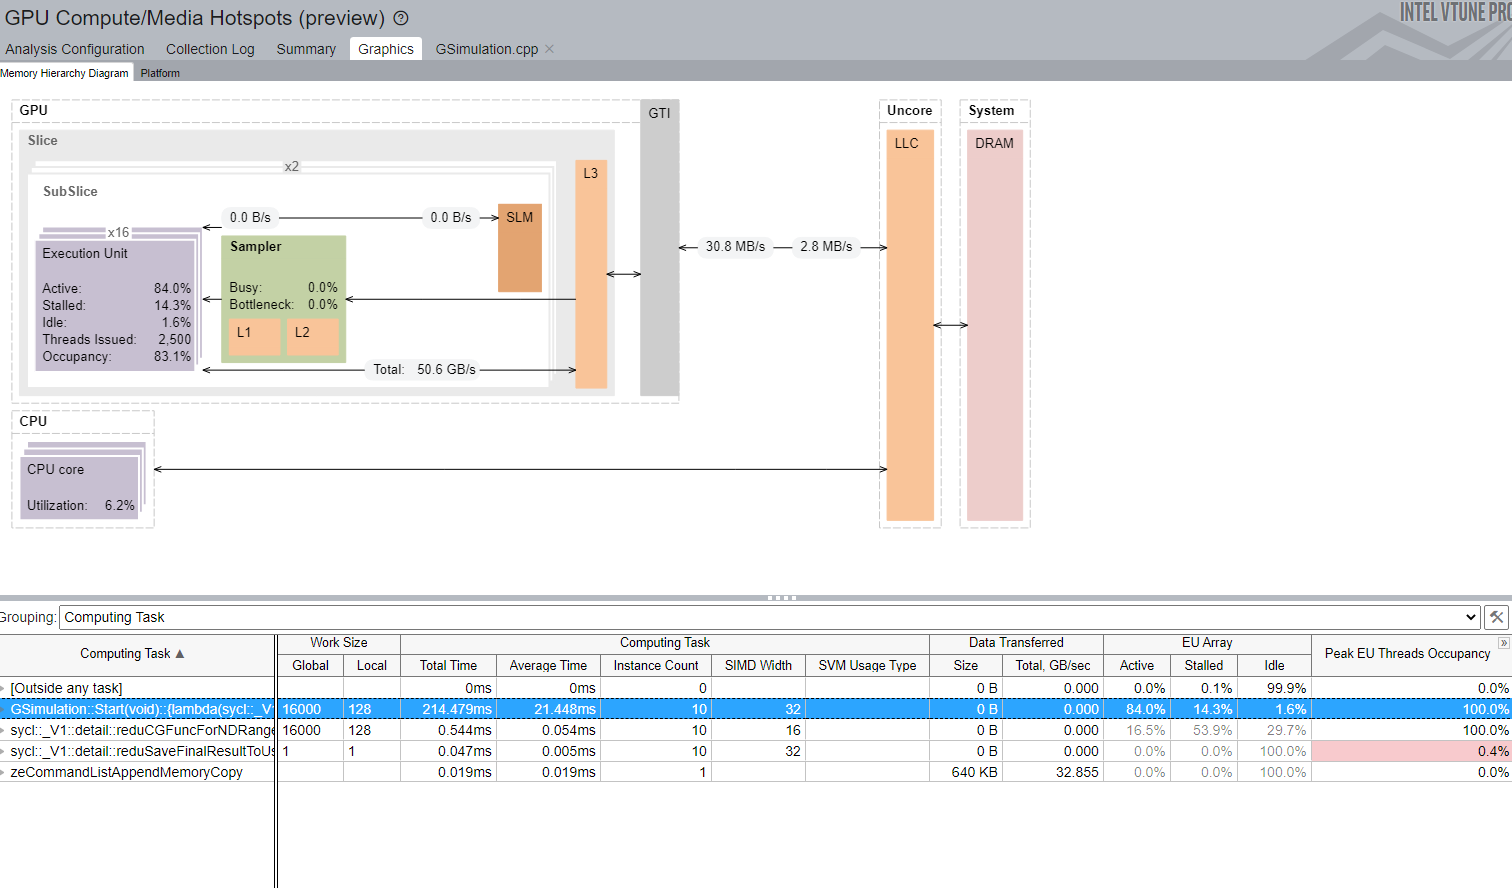 GPU Compute/Media Hotspots (preview) ?
INTEL VTUNE PRO
Analysis Configuration Collection Log Summary Graphics GSimulation.cpp ×
Memory Hierarchy Diagram Platform
GPU GTI Uncore System
Slice LLC DRAM
x2 L3
SubSlice
0.0 B/s 0.0 B/s SLM
x16
Execution Unit Sampler 30.8 MB/s 2.8 MB/s
Active: 84.0% Busy: 0.0%
Stalled: 14.3% Bottleneck: 0.0%
Idle: 1.6% L1 L2
Threads Issued: 2,500
Occupancy: 83.1%
Total: 50.6 GB/s
CPU
CPU core
Utilization: 6.2%
Grouping: Computing Task
Computing Task ▲ Work Size Computing Task Data Transferred EU Array Peak EU Threads Occupancy »
Global Local Total Time Average Time Instance Count SIMD Width SVM Usage Type Size Total, GB/sec Active Stalled Idle
[Outside any task] 0ms 0ms 0 0 B 0.000 0.0% 0.1% 99.9% 0.0%
GSimulation::Start(void)::{lambda(sycl::_V1 16000 128 214.479ms 21.448ms 10 32 0 B 0.000 84.0% 14.3% 1.6% 100.0%
sycl::_V1::detail::reduCGFuncForNDRange 16000 128 0.544ms 0.054ms 10 16 0 B 0.000 16.5% 53.9% 29.7% 100.0%
sycl::_V1::detail::reduSaveFinalResultToUs 1 1 0.047ms 0.005ms 10 32 0 B 0.000 0.0% 0.0% 100.0% 0.4%
zeCommandListAppendMemoryCopy 0.019ms 0.019ms 1 640 KB 32.855 0.0% 0.0% 100.0% 0.0%